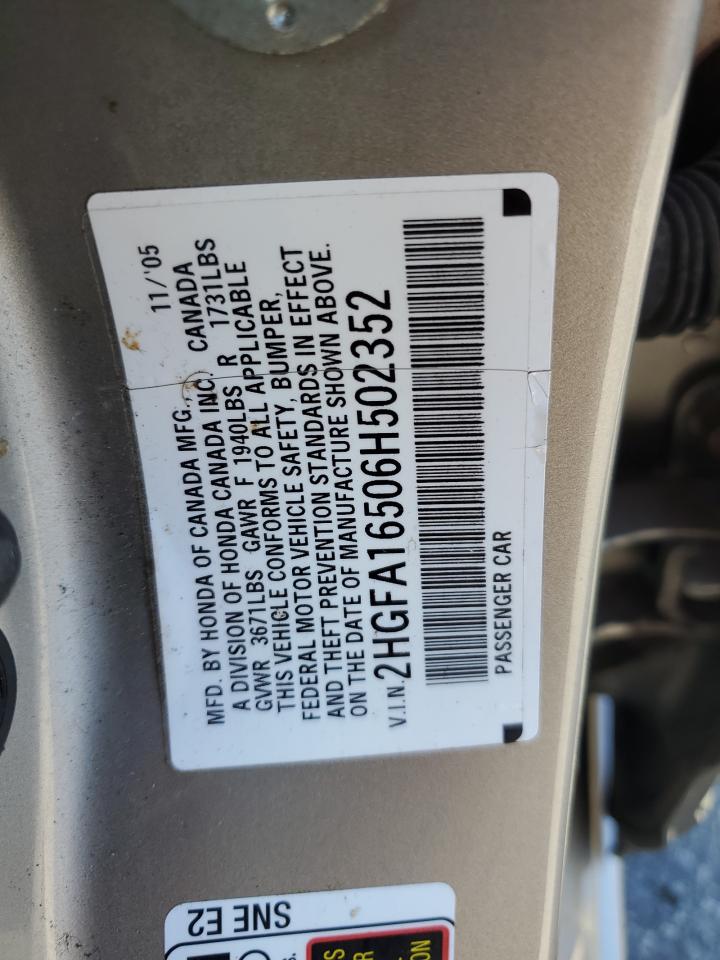 MFD. BY HONDA OF CANADA MFG., 11/'05
A DIVISION OF HONDA CANADA INC. CANADA
GVWR 3671LBS GAWR F 1940LBS R 1731LBS
THIS VEHICLE CONFORMS TO ALL APPLICABLE
FEDERAL MOTOR VEHICLE SAFETY, BUMPER,
AND THEFT PREVENTION STANDARDS IN EFFECT
ON THE DATE OF MANUFACTURE SHOWN ABOVE.
V.I.N. 2HGFA16506H502352
PASSENGER CAR
SNE E2